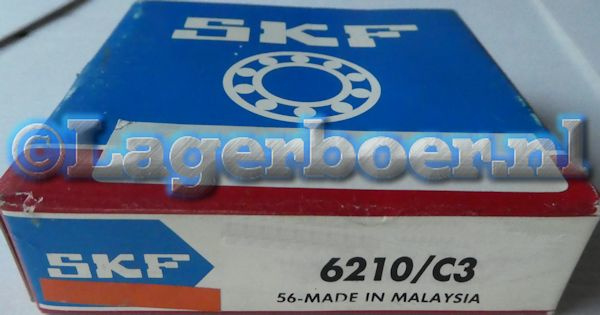 SKF
©Lagerboer.nl
SKF
6210/C3
56-MADE IN MALAYSIA